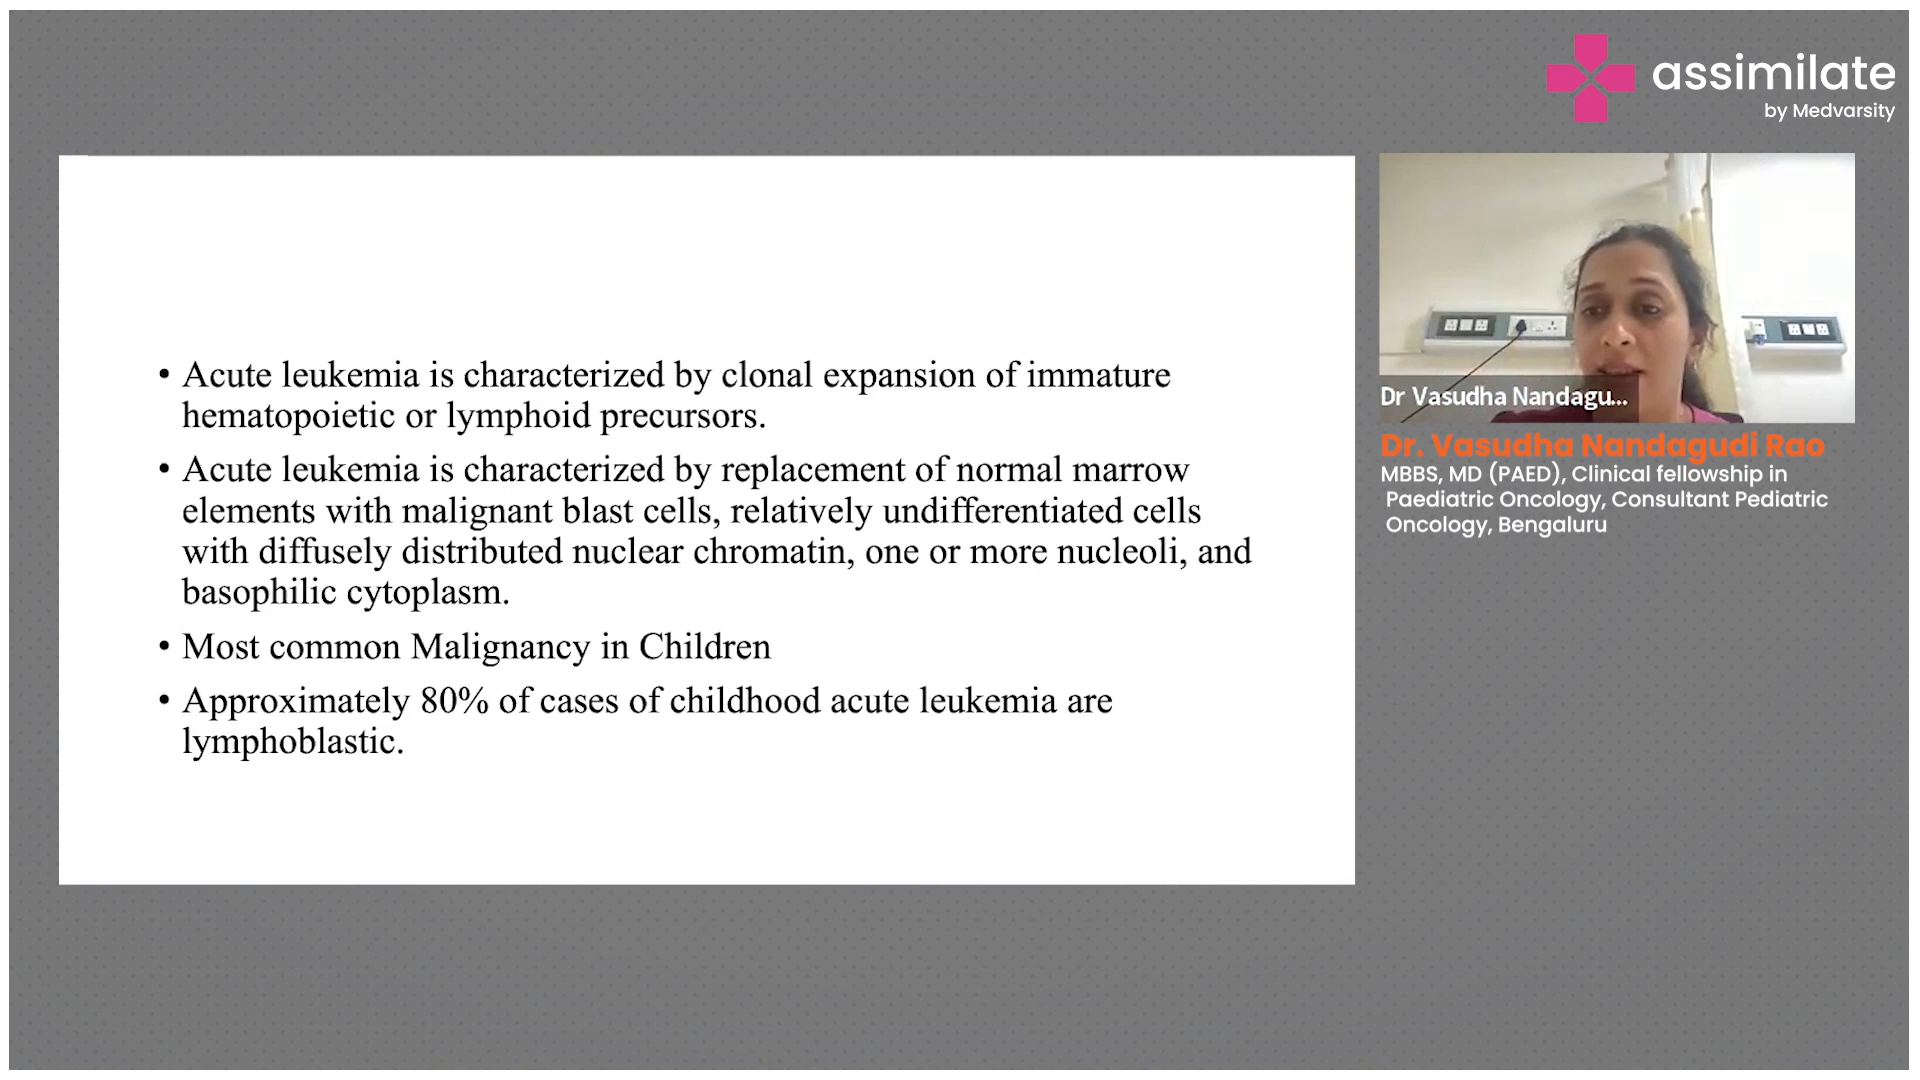 assimilate
by Medvarsity
• Acute leukemia is characterized by clonal expansion of immature
hematopoietic or lymphoid precursors.
• Acute leukemia is characterized by replacement of normal marrow
elements with malignant blast cells, relatively undifferentiated cells
with diffusely distributed nuclear chromatin, one or more nucleoli, and
basophilic cytoplasm.
• Most common Malignancy in Children
• Approximately 80% of cases of childhood acute leukemia are
lymphoblastic.
Dr Vasudha Nandagu...
Dr. Vasudha Nandagudi Rao
MBBS, MD (PAED), Clinical fellowship in
Paediatric Oncology, Consultant Pediatric
Oncology, Bengaluru